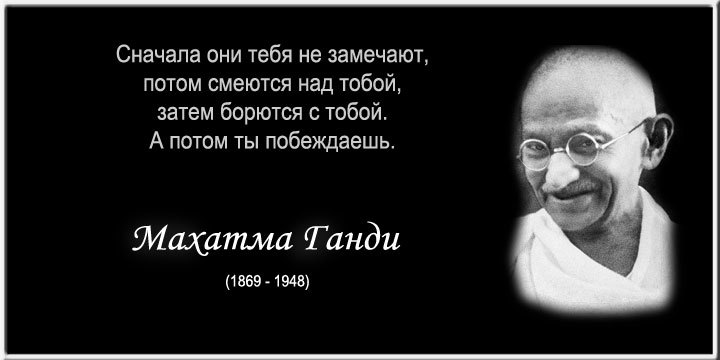 Сначала они тебя не замечают,
потом смеются над тобой,
затем борются с тобой.
А потом ты побеждаешь.
Махатма Ганди
(1869 - 1948)